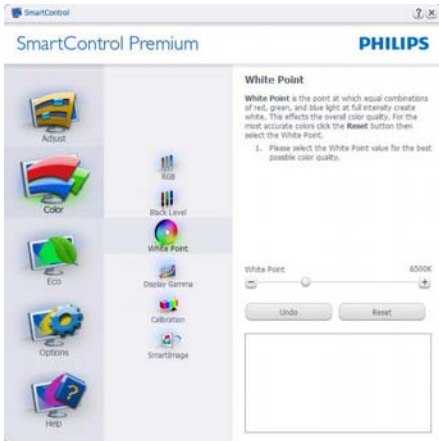 SmartControl
SmartControl Premium
PHILIPS
Adjust
Color
Eco
Options
Help
RGB
Black Level
White Point
Display Gamma
Calibration
SmartImage
White Point
White Point is the point at which equal combinations
of red, green, and blue light at full intensity create
white. This effects the overall color quality. For the
most accurate colors click the Reset button then
select the White Point.
1. Please select the White Point value for the best
possible color quality.
White Point 6500K
Undo Reset